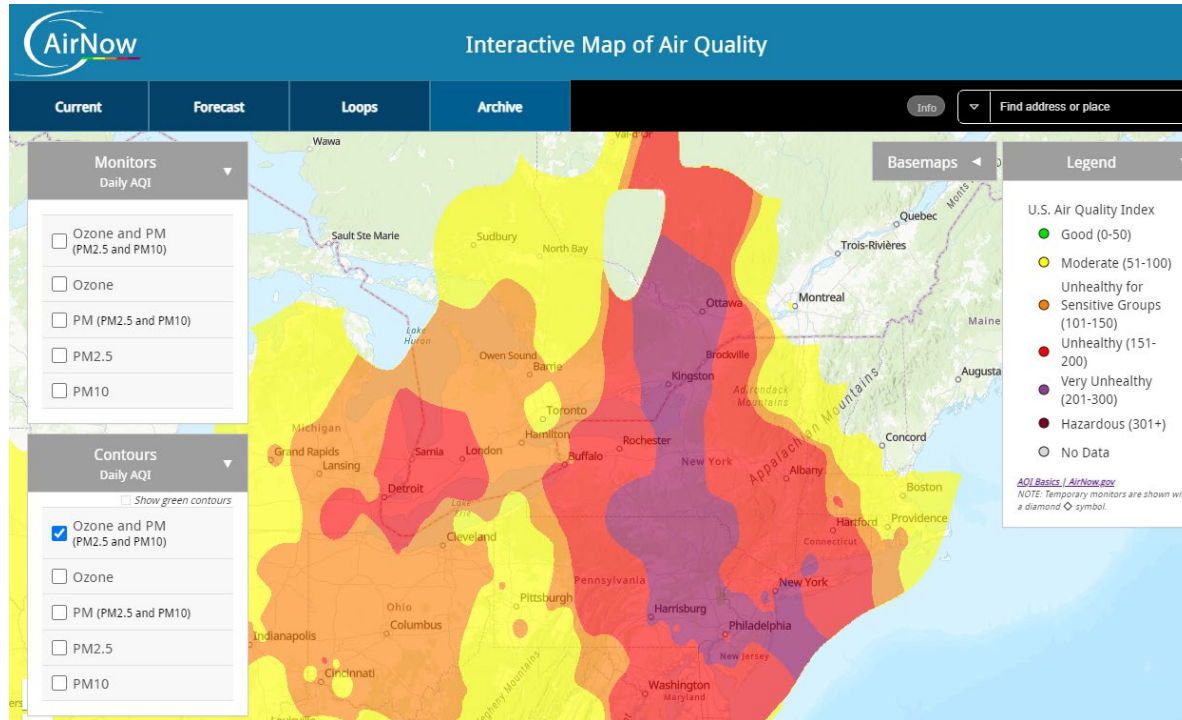 AirNow
Interactive Map of Air Quality
Current
Forecast
Loops
Archive
Info
Find address or place
Monitors
Daily AQI
Ozone and PM
(PM2.5 and PM10)
Ozone
PM (PM2.5 and PM10)
PM2.5
PM10
Contours
Daily AQI
Show green contours
Ozone and PM
(PM2.5 and PM10)
Ozone
PM (PM2.5 and PM10)
PM2.5
PM10
Basemaps
Legend
U.S. Air Quality Index
Good (0-50)
Moderate (51-100)
Unhealthy for
Sensitive Groups
(101-150)
Unhealthy (151-
200)
Very Unhealthy
(201-300)
Hazardous (301+)
No Data
AQI Basics | AirNow.gov
NOTE: Temporary monitors are shown wi
a diamond symbol.
Wawa
Val-d'Or
Sault Ste Marie
Sudbury
North Bay
Quebec
Trois-Rivières
Monts
Montreal
Ottawa
Maine
Lake
Huron
Owen Sound
Barrie
Brockville
Kingston
Adirondack
Mountains
Augusta
Appalachian Mountains
Toronto
Hamilton
Michigan
Grand Rapids
Lansing
Sarnia
London
Buffalo
Rochester
New York
Albany
Concord
Boston
Detroit
Lake
Erie
Cleveland
Hartford
Providence
Connecticut
Pennsylvania
New York
Pittsburgh
Harrisburg
Philadelphia
New Jersey
Ohio
Columbus
Indianapolis
Cincinnati
Washington
Maryland
Allegheny Mountains
Louisville